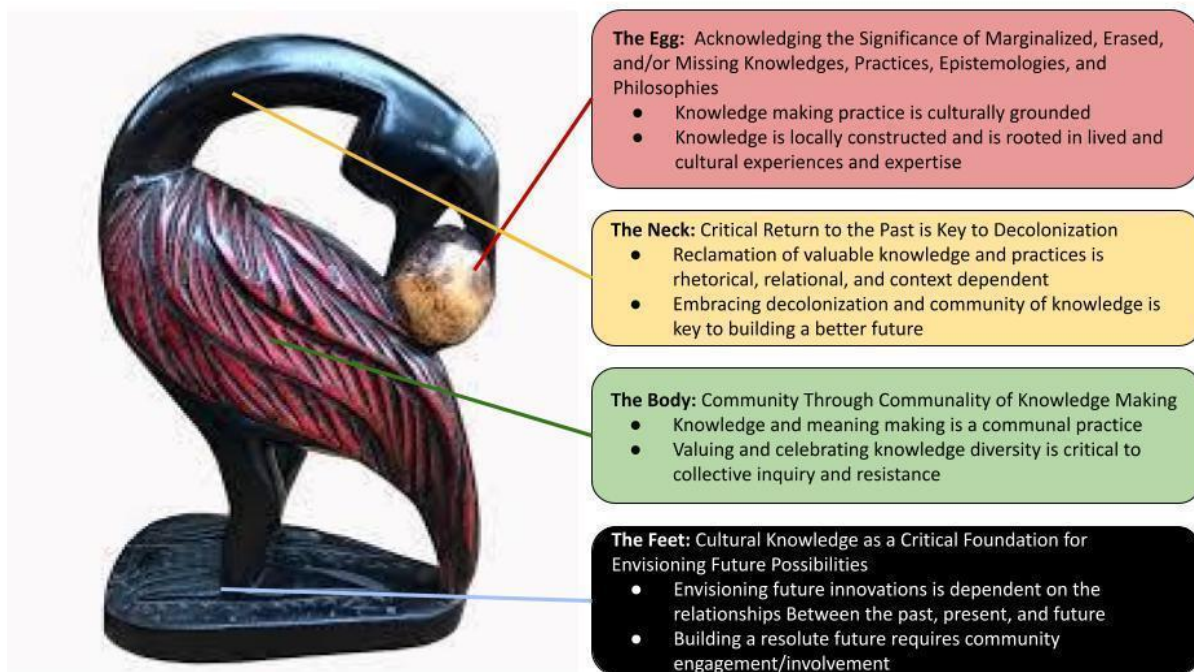 The Egg: Acknowledging the Significance of Marginalized, Erased,
and/or Missing Knowledges, Practices, Epistemologies, and
Philosophies
● Knowledge making practice is culturally grounded
● Knowledge is locally constructed and is rooted in lived and
cultural experiences and expertise
The Neck: Critical Return to the Past is Key to Decolonization
● Reclamation of valuable knowledge and practices is
rhetorical, relational, and context dependent
● Embracing decolonization and community of knowledge is
key to building a better future
The Body: Community Through Communality of Knowledge Making
● Knowledge and meaning making is a communal practice
● Valuing and celebrating knowledge diversity is critical to
collective inquiry and resistance
The Feet: Cultural Knowledge as a Critical Foundation for
Envisioning Future Possibilities
● Envisioning future innovations is dependent on the
relationships Between the past, present, and future
● Building a resolute future requires community
engagement/involvement